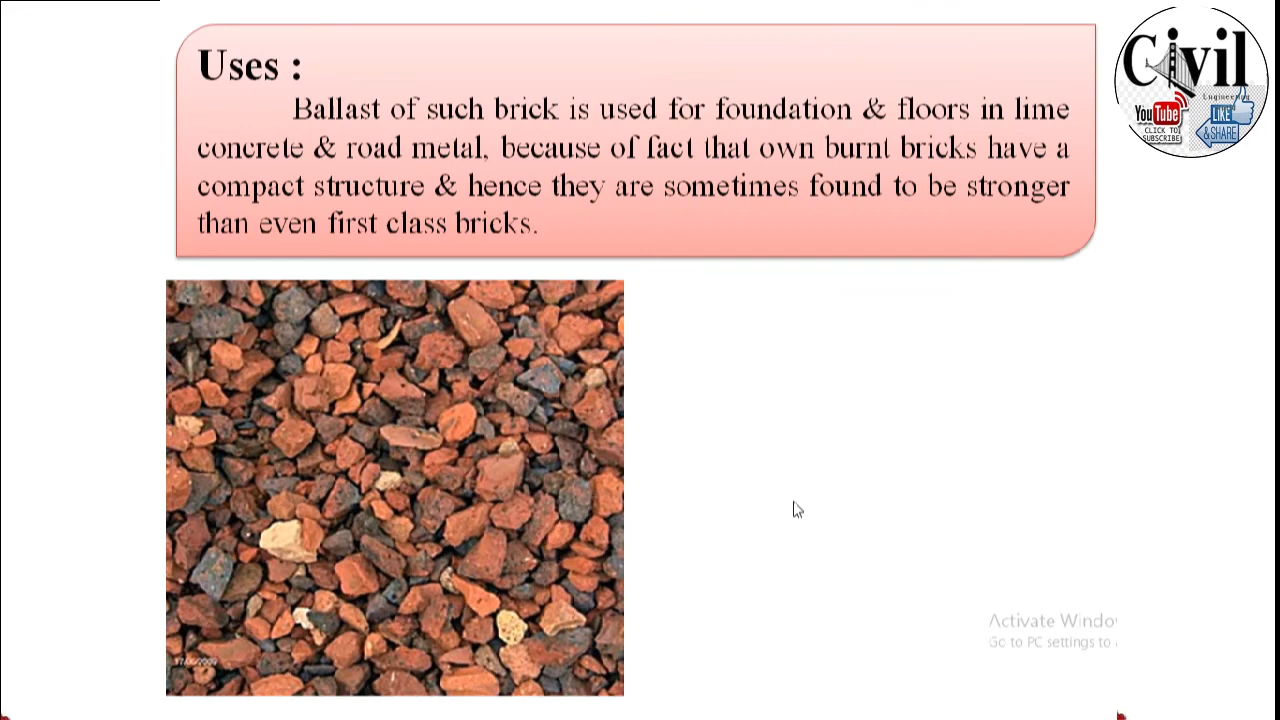 Uses :
Ballast of such brick is used for foundation & floors in lime
concrete & road metal, because of fact that own burnt bricks have a
compact structure & hence they are sometimes found to be stronger
than even first class bricks.
Civil
Engineering
YouTube
CLICK TO
SUBSCRIBE
LIKE
& SHARE
Activate Windo
Go to PC settings to